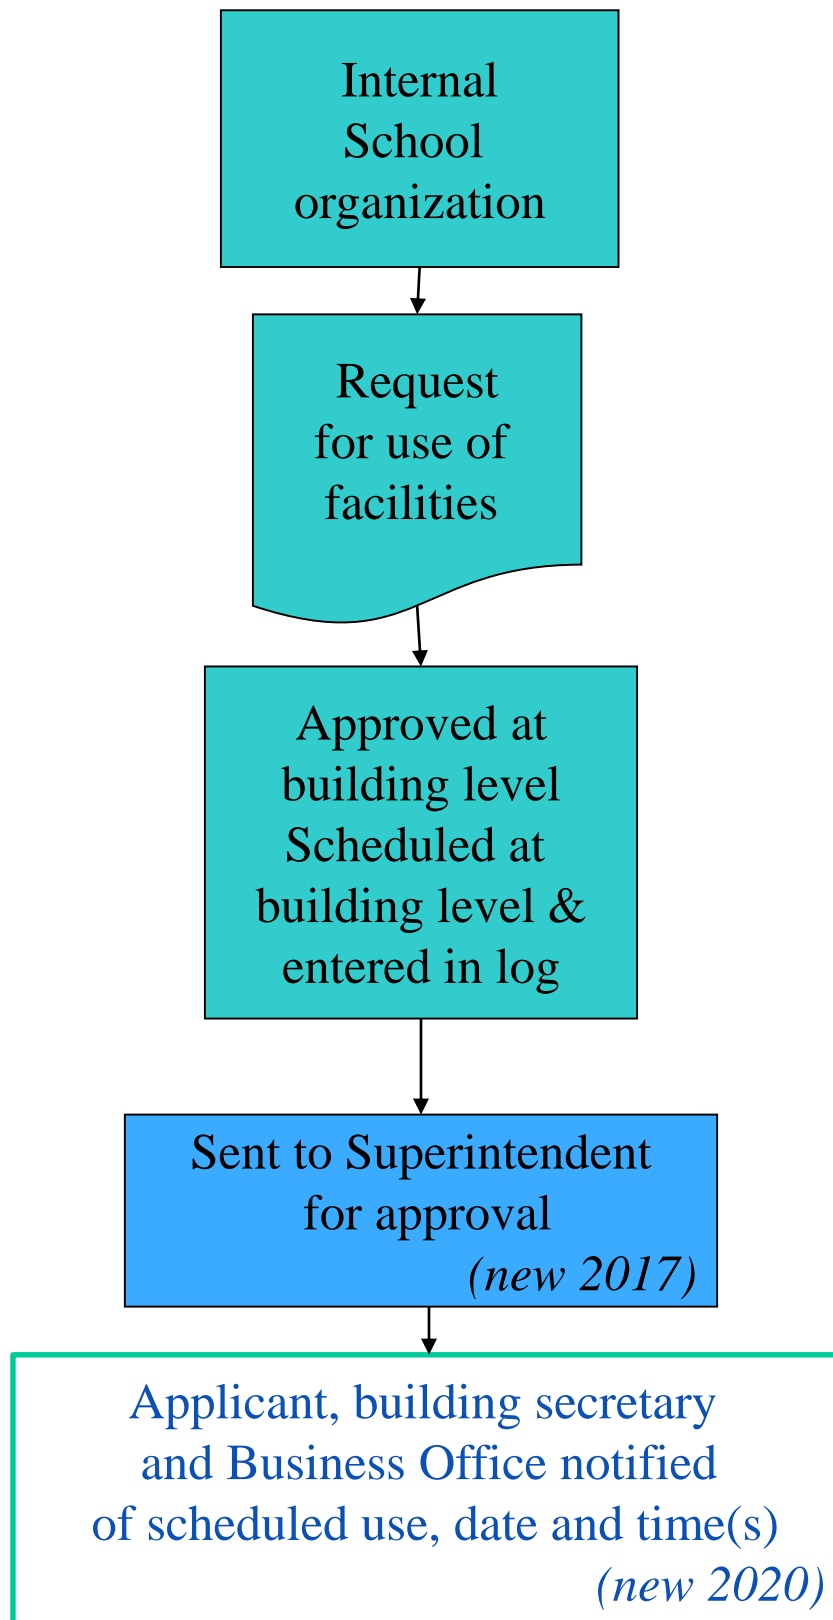 Internal
School
organization
Request
for use of
facilities
Approved at
building level
Scheduled at
building level &
entered in log
Sent to Superintendent
for approval
(new 2017)
Applicant, building secretary
and Business Office notified
of scheduled use, date and time(s)
(new 2020)